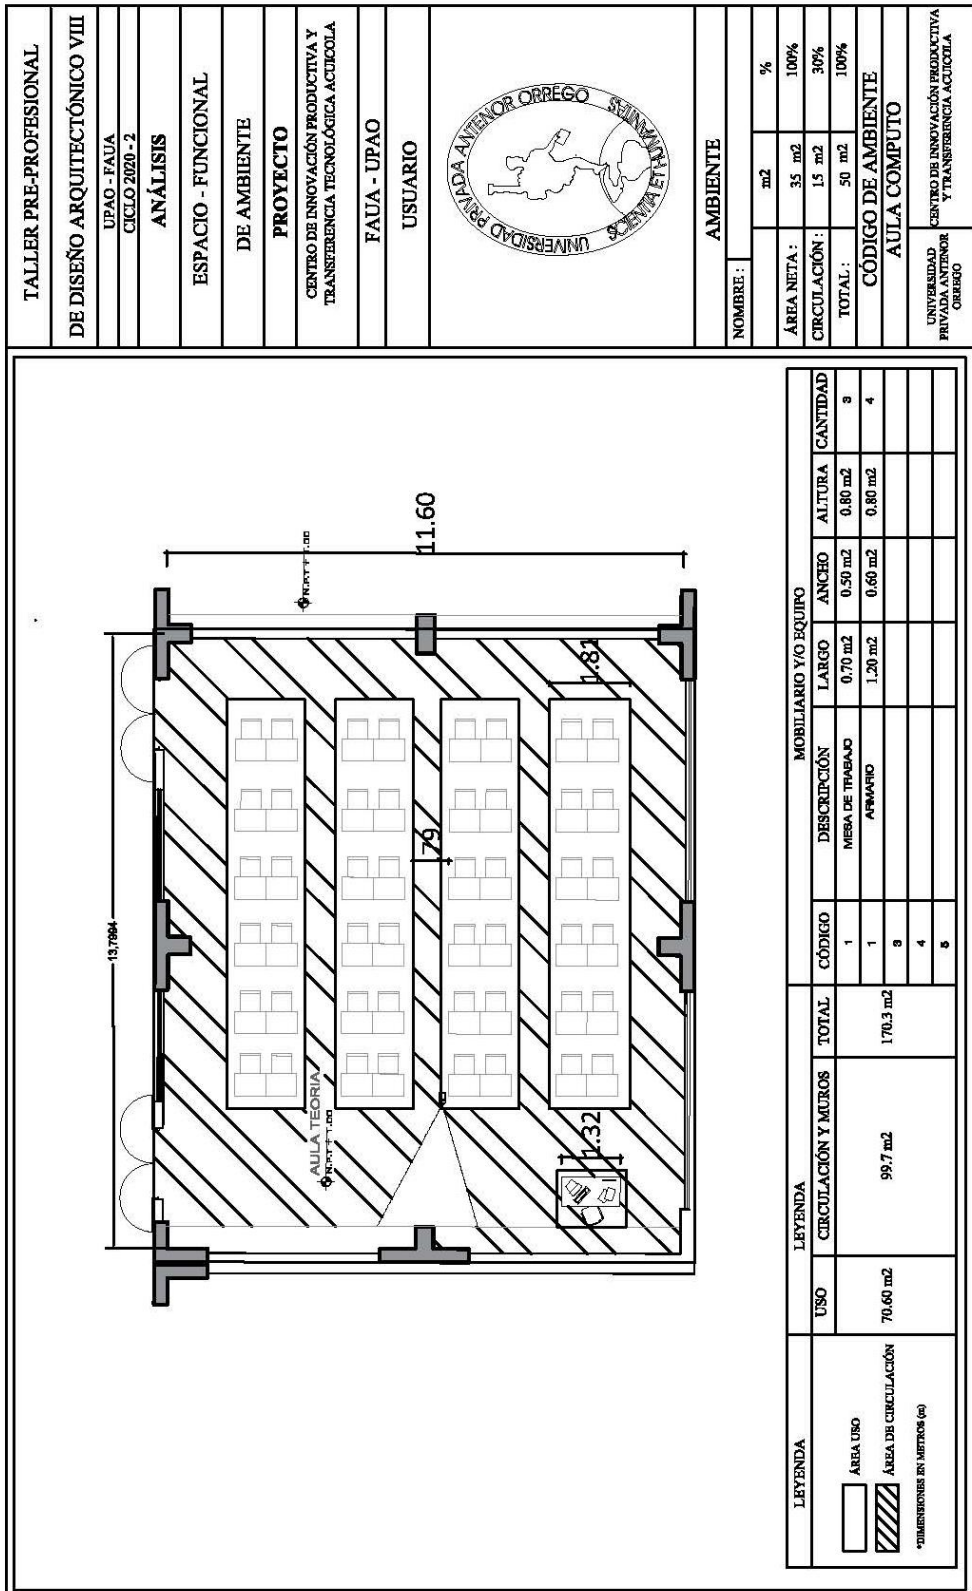 TALLER PRE-PROFESIONAL
DE DISEÑO ARQUITECTÓNICO VIII
UPAO - FAUA
CICLO 2020 - 2
ANÁLISIS
ESPACIO - FUNCIONAL
DE AMBIENTE
PROYECTO
CENTRO DE INNOVACIÓN PRODUCTIVA Y
TRANSFERENCIA TECNOLÓGICA ACUICOLA
FAUA - UPAO
USUARIO
UNIVERSIDAD PRIVADA ANTENOR ORREGO
AMBIENTE
NOMBRE :
m2 %
ÁREA NETA : 35 m2 100%
CIRCULACIÓN : 15 m2 30%
TOTAL : 50 m2 100%
CÓDIGO DE AMBIENTE
AULA COMPUTO
UNIVERSIDAD
PRIVADA ANTENOR
ORREGO
CENTRO DE INNOVACIÓN PRODUCTIVA
Y TRANSFERENCIA ACUICOLA
13,7994
11.60
1.81
.79
1.32
AULA TEORIA
LEYENDA
ÁREA USO
ÁREA DE CIRCULACIÓN
*DIMENSIONES EN METROS (m)
LEYENDA
USO CIRCULACIÓN Y MUROS TOTAL
70.60 m2 99.7 m2 170.3 m2
MOBILIARIO Y/O EQUIPO
CÓDIGO DESCRIPCIÓN LARGO ANCHO ALTURA CANTIDAD
1 MESA DE TRABAJO 0.70 m2 0.50 m2 0.80 m2 3
1 ARMARIO 1.20 m2 0.60 m2 0.80 m2 4
3
4
5